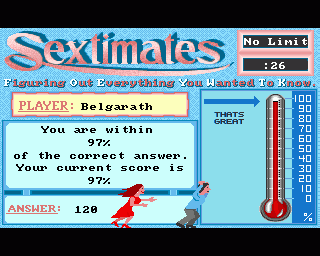 Sextimates
No Limit
:26
Figuring Out Everything You Wanted To Know.
PLAYER: Belgarath
You are within
97%
of the correct answer.
Your current score is
97%
ANSWER: 120
THATS
GREAT
100
90
80
70
60
50
40
30
20
10
0
%